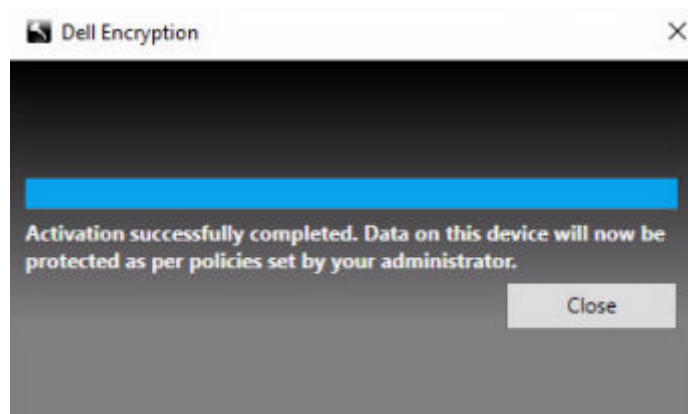 Dell Encryption
Activation successfully completed. Data on this device will now be
protected as per policies set by your administrator.
Close